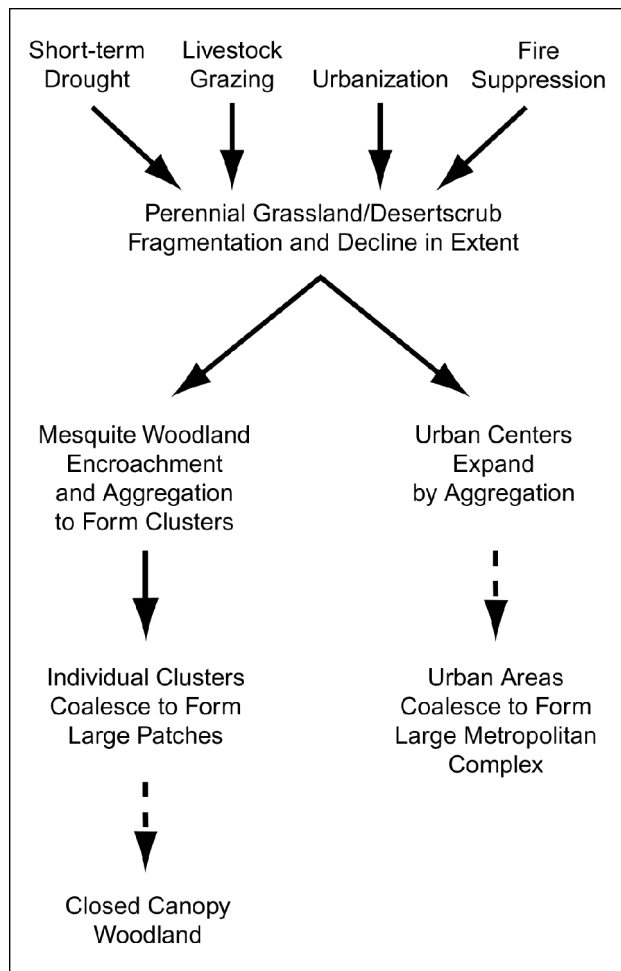 Short-term
Drought
Livestock
Grazing
Urbanization
Fire
Suppression
Perennial Grassland/Desertscrub
Fragmentation and Decline in Extent
Mesquite Woodland
Encroachment
and Aggregation
to Form Clusters
Urban Centers
Expand
by Aggregation
Individual Clusters
Coalesce to Form
Large Patches
Urban Areas
Coalesce to Form
Large Metropolitan
Complex
Closed Canopy
Woodland